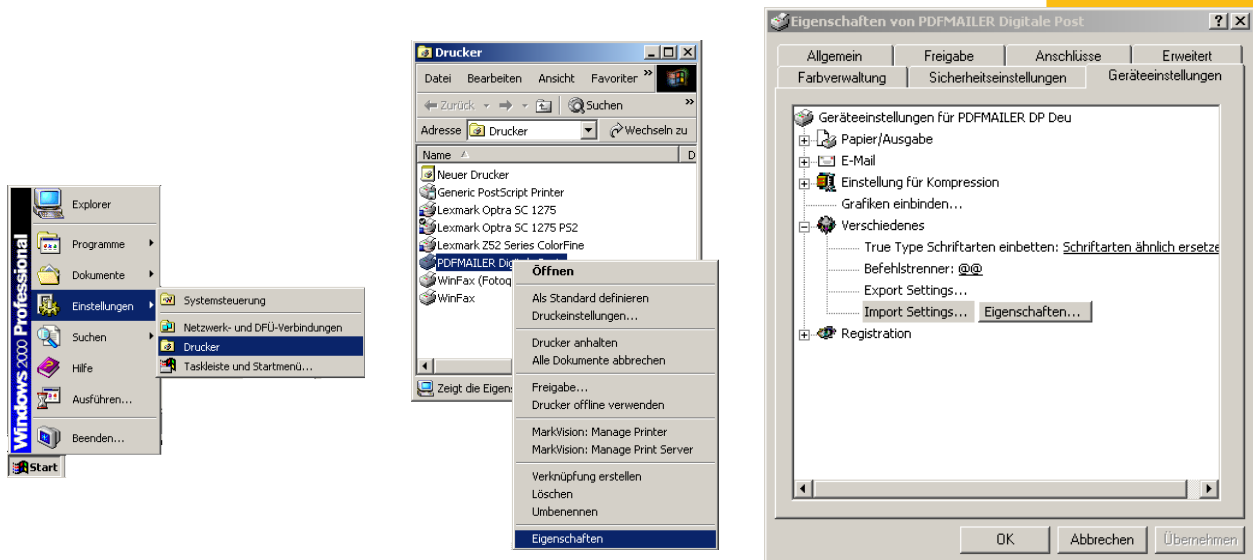 Windows 2000 Professional
Explorer
Programme
Dokumente
Einstellungen
Suchen
Hilfe
Ausführen...
Beenden...
Start
Systemsteuerung
Netzwerk- und DFÜ-Verbindungen
Drucker
Taskleiste und Startmenü...
Drucker
Datei Bearbeiten Ansicht Favoriter »
Zurück Suchen »
Adresse Drucker Wechseln zu
Name D
Neuer Drucker
Generic PostScript Printer
Lexmark Optra SC 1275
Lexmark Optra SC 1275 PS2
Lexmark Z52 Series ColorFine
PDFMAILER
WinFax (Fotoq
WinFax
Zeigt die Eigen
Öffnen
Als Standard definieren
Druckeinstellungen...
Drucker anhalten
Alle Dokumente abbrechen
Freigabe...
Drucker offline verwenden
MarkVision: Manage Printer
MarkVision: Manage Print Server
Verknüpfung erstellen
Löschen
Umbenennen
Eigenschaften
Eigenschaften von PDFMAILER Digitale Post
Allgemein Freigabe Anschlüsse Erweitert
Farbverwaltung Sicherheitseinstellungen Geräteeinstellungen
Geräteeinstellungen für PDFMAILER DP Deu
Papier/Ausgabe
E-Mail
Einstellung für Kompression
Grafiken einbinden...
Verschiedenes
True Type Schriftarten einbetten: Schriftarten ähnlich ersetze
Befehlstrenner: @@
Export Settings...
Import Settings... Eigenschaften...
Registration
OK Abbrechen Übernehmen